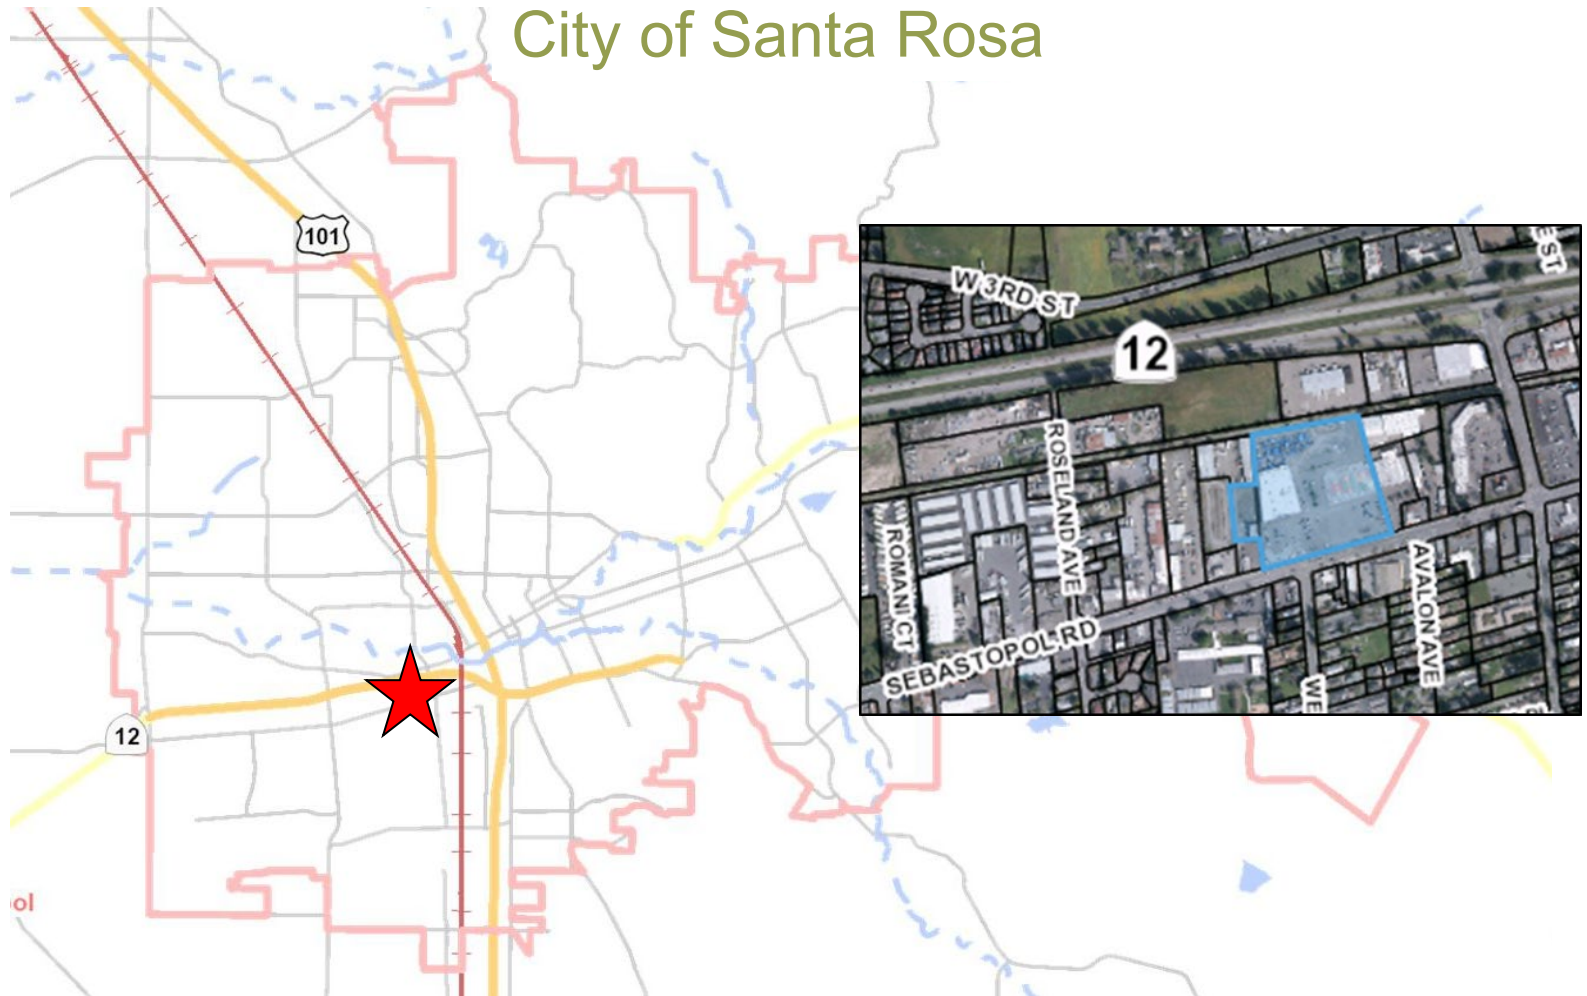 City of Santa Rosa
101
12
ol
E ST
W 3RD ST
12
ROSELAND AVE
W ROMANI CT
AVALON AVE
SEBASTOPOL RD
WE